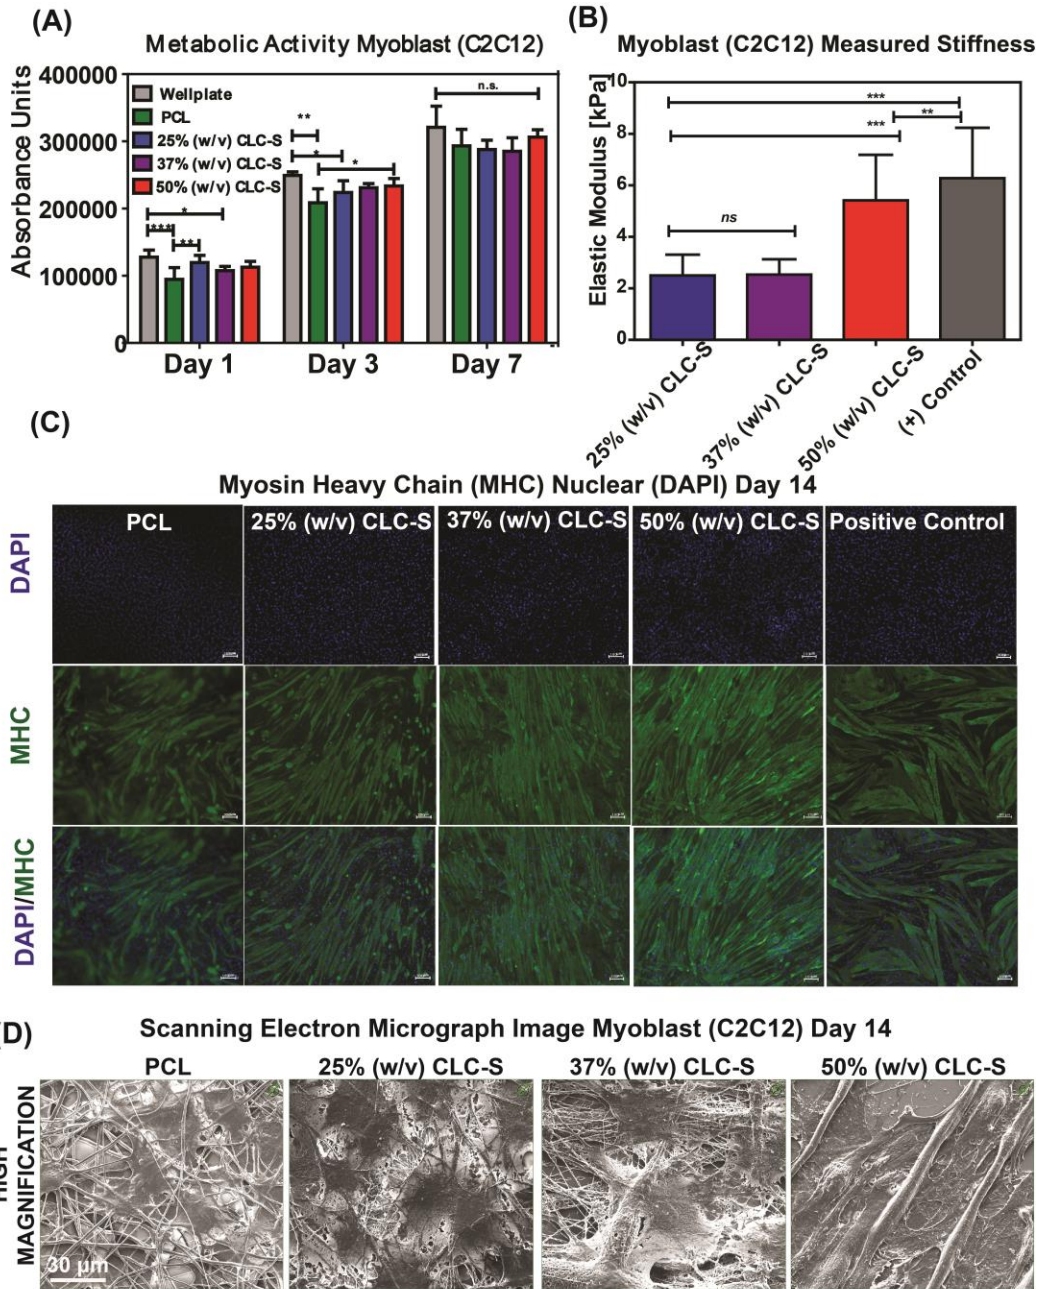 (A)
Metabolic Activity Myoblast (C2C12)
Absorbance Units
400000
300000
200000
100000
0
Wellplate
PCL
25% (w/v) CLC-S
37% (w/v) CLC-S
50% (w/v) CLC-S
***
**
*
**
*
*
n.s.
Day 1
Day 3
Day 7
(B)
Myoblast (C2C12) Measured Stiffness
Elastic Modulus [kPa]
10
8
6
4
2
0
***
***
**
ns
25% (w/v) CLC-S
37% (w/v) CLC-S
50% (w/v) CLC-S
(+) Control
(C)
Myosin Heavy Chain (MHC) Nuclear (DAPI) Day 14
PCL
25% (w/v) CLC-S
37% (w/v) CLC-S
50% (w/v) CLC-S
Positive Control
DAPI
MHC
DAPI/MHC
(D)
Scanning Electron Micrograph Image Myoblast (C2C12) Day 14
PCL
25% (w/v) CLC-S
37% (w/v) CLC-S
50% (w/v) CLC-S
HIGH
MAGNIFICATION
30 µm